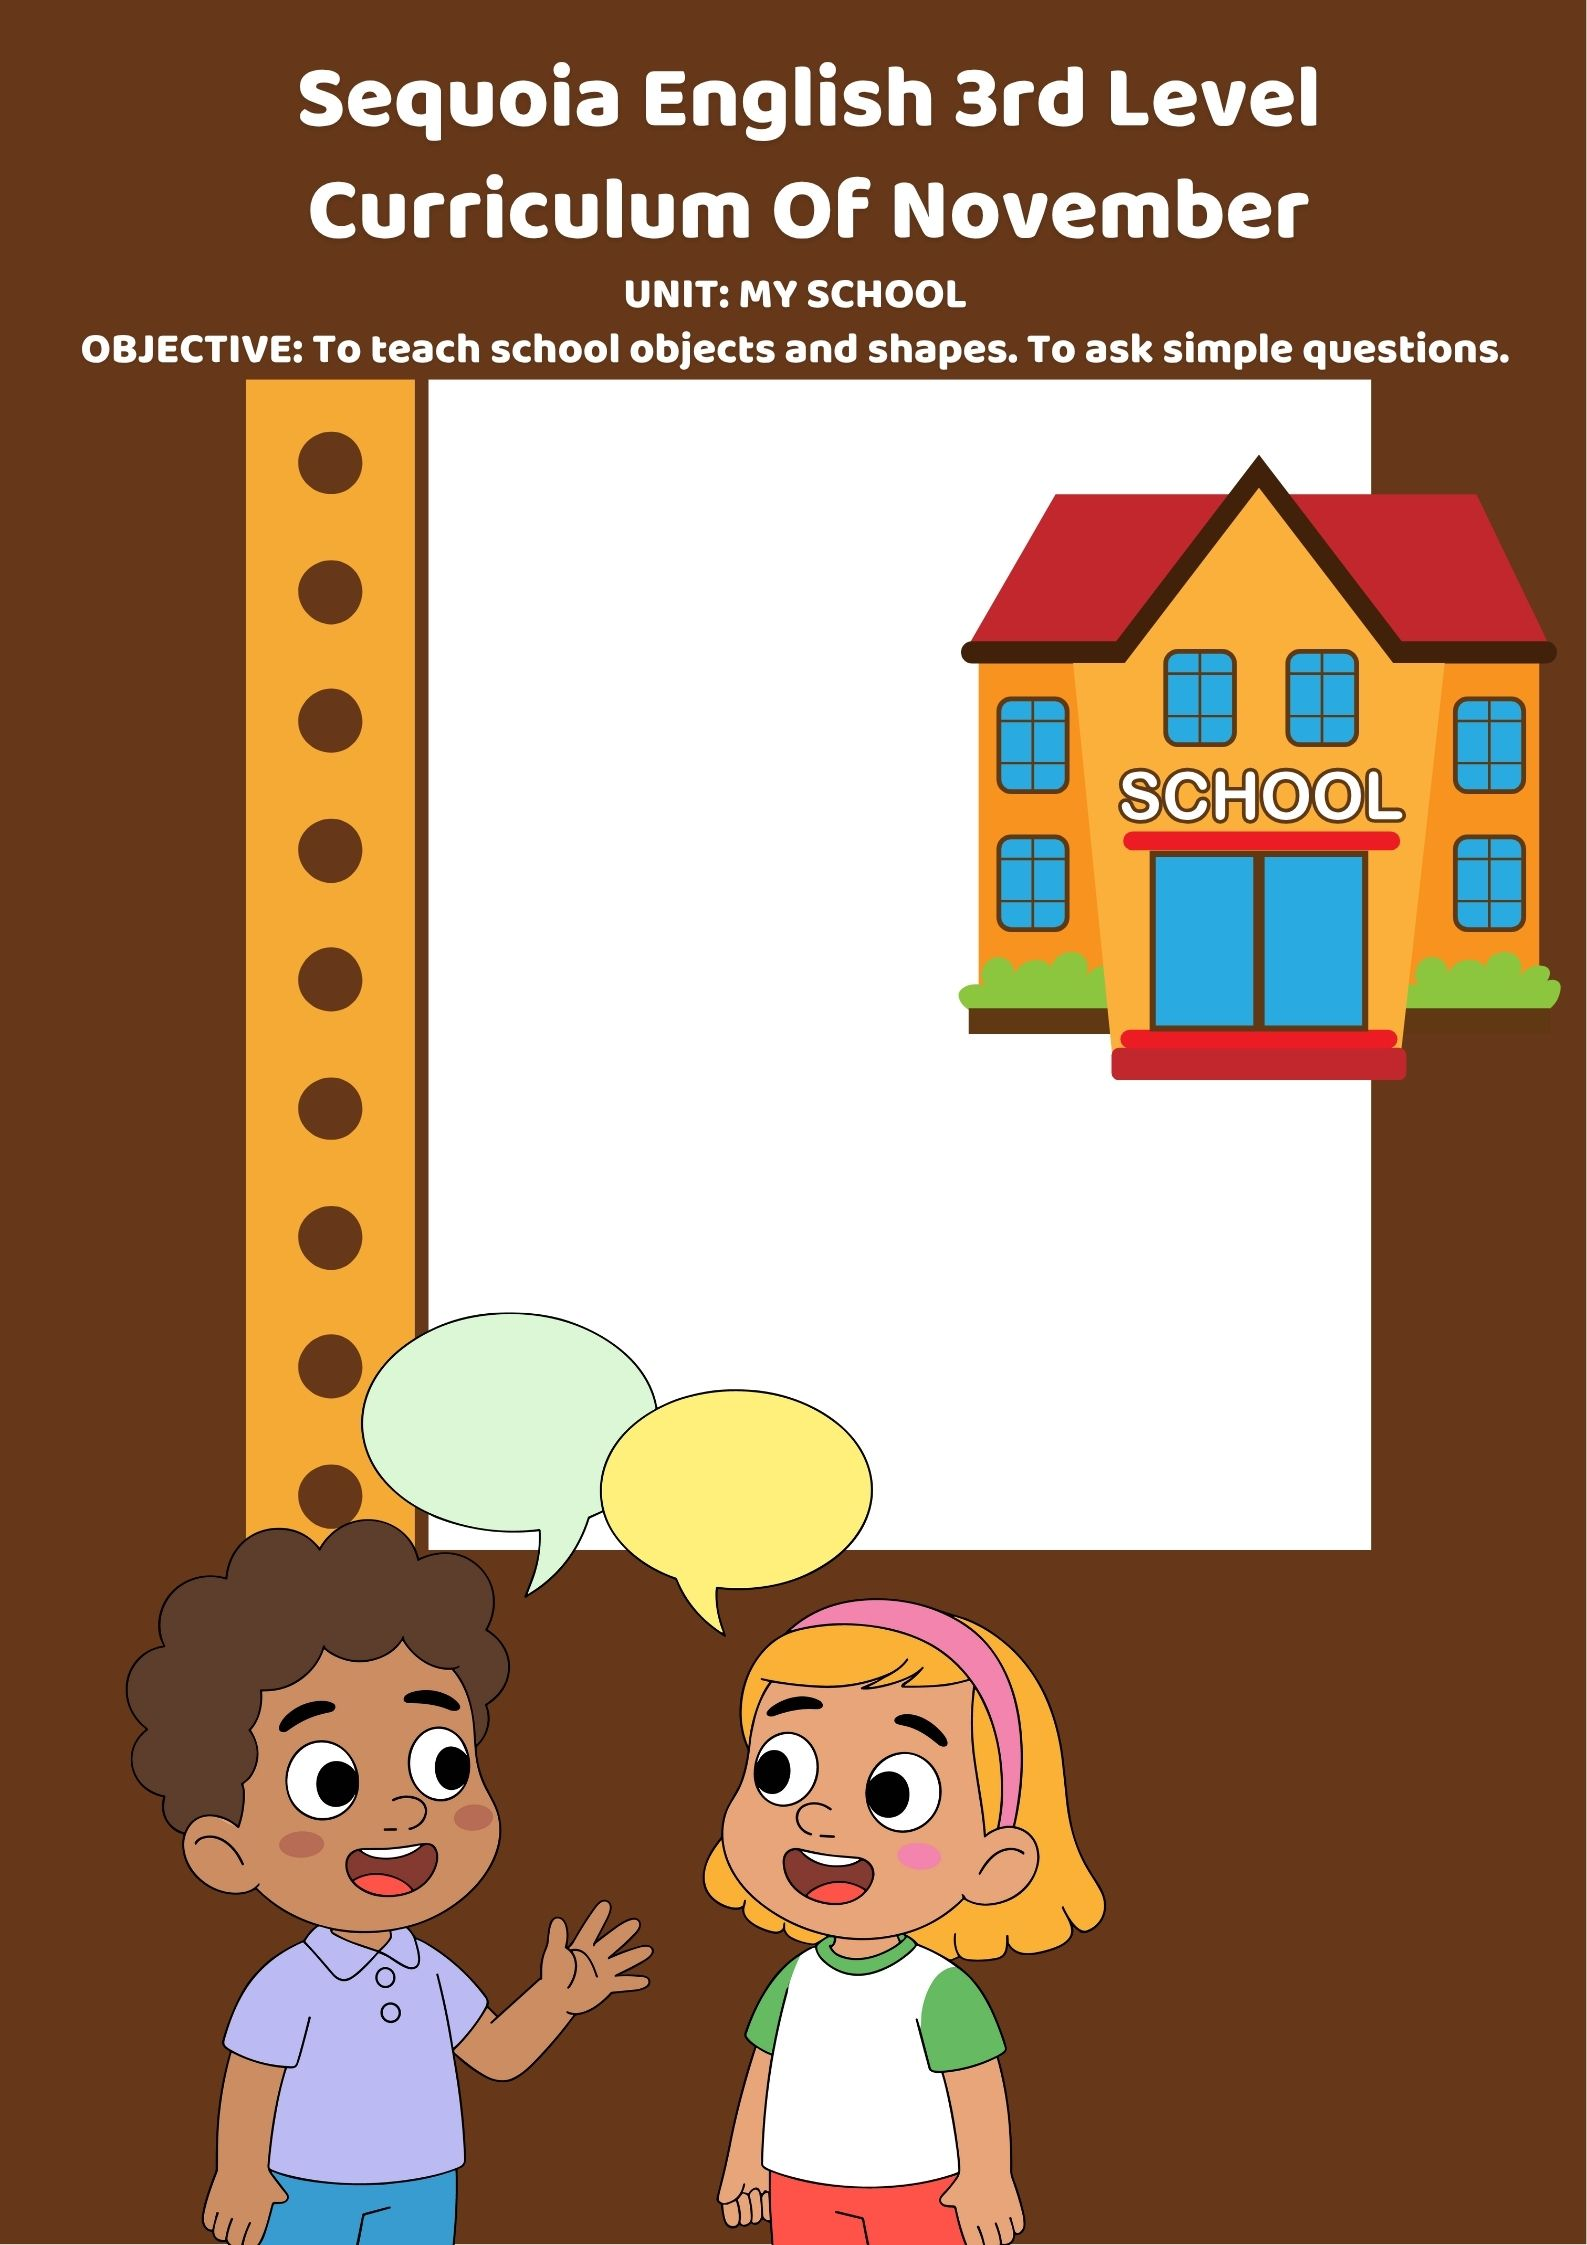 Sequoia English 3rd Level
Curriculum Of November
UNIT: MY SCHOOL
OBJECTIVE: To teach school objects and shapes. To ask simple questions.
SCHOOL